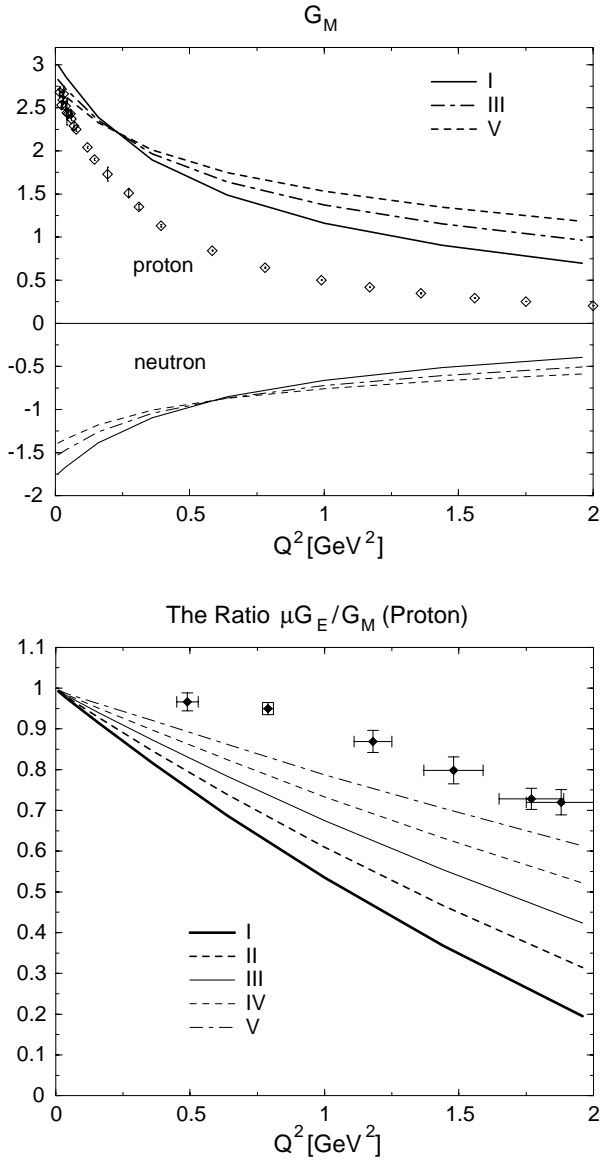 G_M
3
2.5
2
1.5
1
0.5
0
-0.5
-1
-1.5
-2
I
III
V
proton
neutron
0 0.5 1 1.5 2
Q^2 [GeV^2]
The Ratio μG_E/G_M (Proton)
1.1
1
0.9
0.8
0.7
0.6
0.5
0.4
0.3
0.2
0.1
0
I
II
III
IV
V
0 0.5 1 1.5 2
Q^2 [GeV^2]